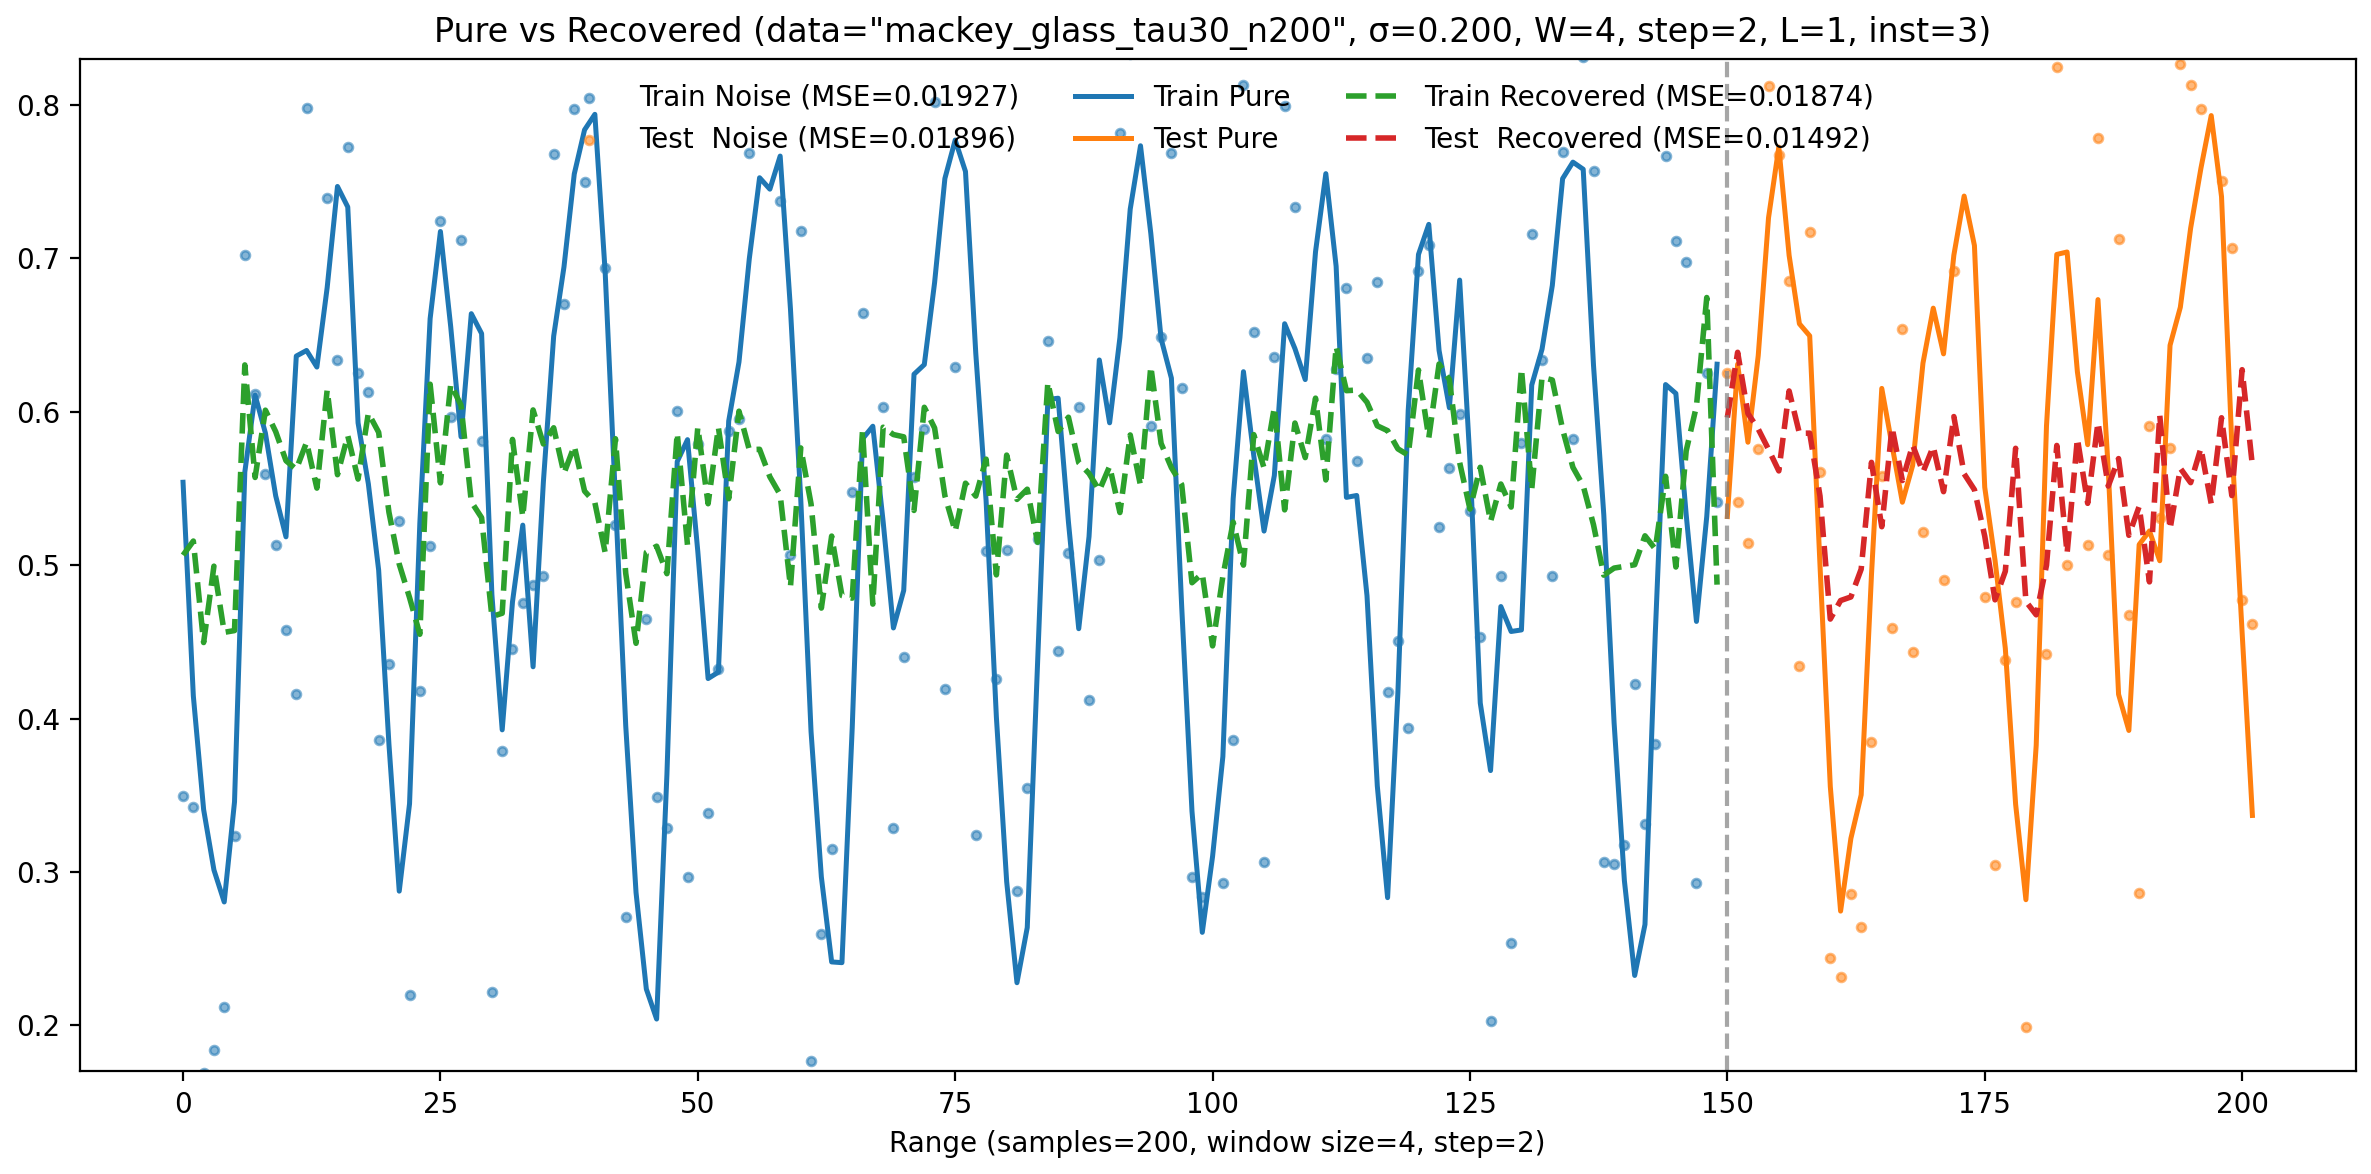 Pure vs Recovered (data="mackey_glass_tau30_n200", σ=0.200, W=4, step=2, L=1, inst=3)
Train Noise (MSE=0.01927) Train Pure Train Recovered (MSE=0.01874)
Test  Noise (MSE=0.01896) Test Pure Test  Recovered (MSE=0.01492)
0.8
0.7
0.6
0.5
0.4
0.3
0.2
0 25 50 75 100 125 150 175 200
Range (samples=200, window size=4, step=2)